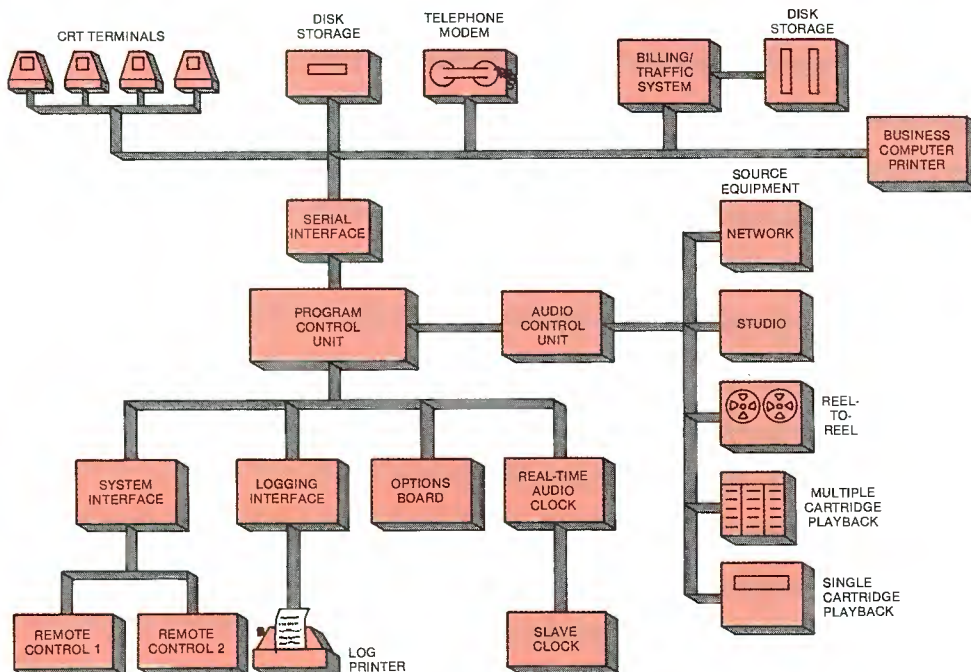 CRT TERMINALS
DISK
STORAGE
TELEPHONE
MODEM
BILLING/
TRAFFIC
SYSTEM
DISK
STORAGE
BUSINESS
COMPUTER
PRINTER
SERIAL
INTERFACE
SOURCE
EQUIPMENT
NETWORK
PROGRAM
CONTROL
UNIT
AUDIO
CONTROL
UNIT
STUDIO
REEL-
TO-
REEL
SYSTEM
INTERFACE
LOGGING
INTERFACE
OPTIONS
BOARD
REAL-TIME
AUDIO
CLOCK
MULTIPLE
CARTRIDGE
PLAYBACK
SINGLE
CARTRIDGE
PLAYBACK
REMOTE
CONTROL 1
REMOTE
CONTROL 2
LOG
PRINTER
SLAVE
CLOCK